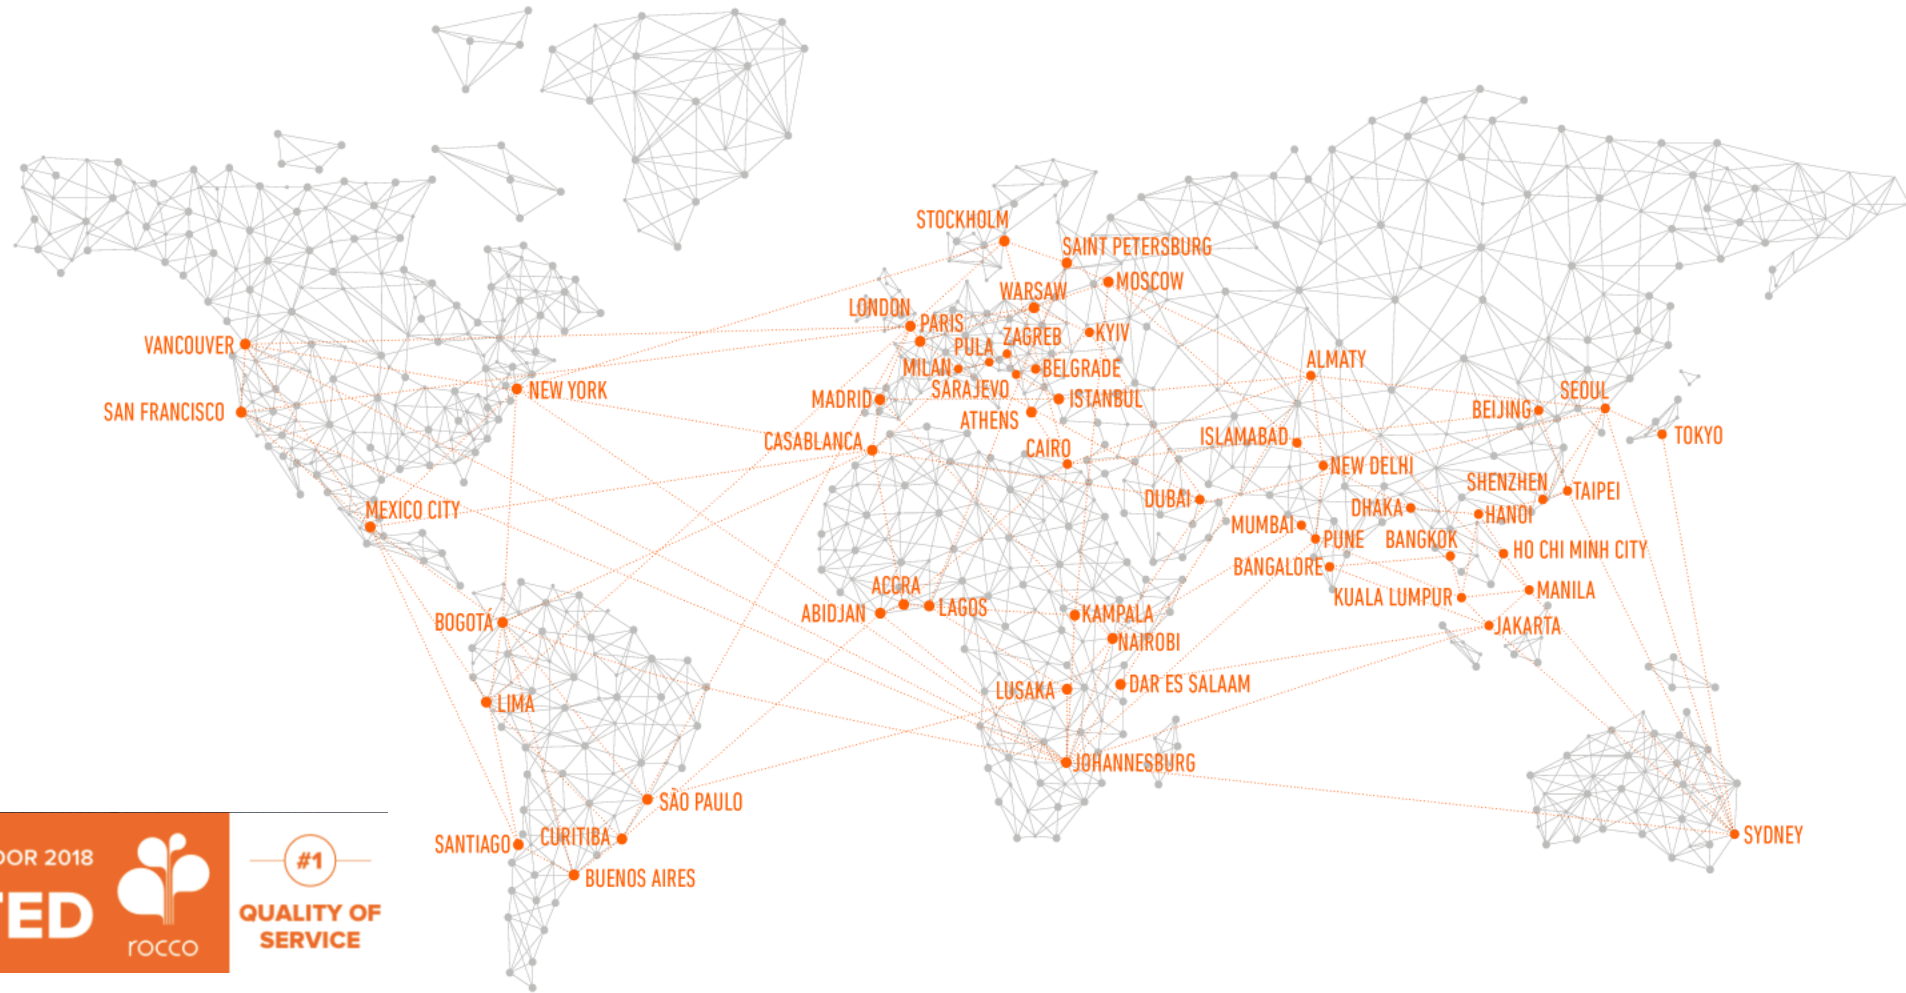 STOCKHOLM
SAINT PETERSBURG
MOSCOW
WARSAW
LONDON
PARIS
ZAGREB
KYIV
VANCOUVER
PULA
MILAN
BELGRADE
ALMATY
SARAJEVO
NEW YORK
MADRID
ISTANBUL
SEOUL
SAN FRANCISCO
BEIJING
ATHENS
TOKYO
CASABLANCA
CAIRO
ISLAMABAD
NEW DELHI
SHENZHEN
TAIPEI
DUBAI
MEXICO CITY
DHAKA
HANOI
MUMBAI
PUNE
BANGKOK
HO CHI MINH CITY
BANGALORE
ACCRA
MANILA
KUALA LUMPUR
ABIDJAN
LAGOS
KAMPALA
BOGOTÁ
JAKARTA
NAIROBI
LUSAKA
DAR ES SALAAM
LIMA
JOHANNESBURG
SÃO PAULO
SYDNEY
SANTIAGO
CURITIBA
BUENOS AIRES
OOR 2018
TED
rocco
#1
QUALITY OF
SERVICE